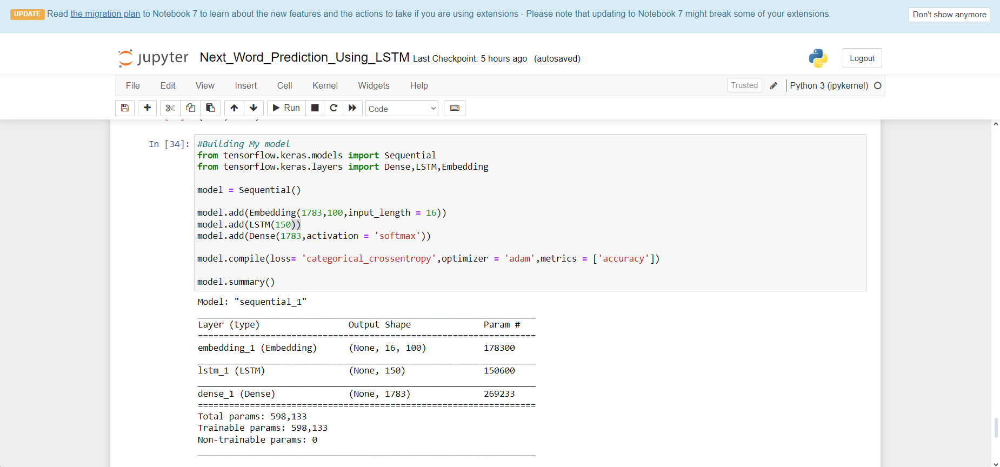 UPDATE Read the migration plan to Notebook 7 to learn about the new features and the actions to take if you are using extensions - Please note that updating to Notebook 7 might break some of your extensions. Don't show anymore
jupyter Next_Word_Prediction_Using_LSTM Last Checkpoint: 5 hours ago (autosaved) Logout
File Edit View Insert Cell Kernel Widgets Help Trusted Python 3 (ipykernel)
Run Code
In [34]: #Building My model
from tensorflow.keras.models import Sequential
from tensorflow.keras.layers import Dense,LSTM,Embedding
model = Sequential()
model.add(Embedding(1783,100,input_length = 16))
model.add(LSTM(150))
model.add(Dense(1783,activation = 'softmax'))
model.compile(loss= 'categorical_crossentropy',optimizer = 'adam',metrics = ['accuracy'])
model.summary()
Model: "sequential_1"
_________________________________________________________________
Layer (type) Output Shape Param #
=================================================================
embedding_1 (Embedding) (None, 16, 100) 178300
_________________________________________________________________
lstm_1 (LSTM) (None, 150) 150600
_________________________________________________________________
dense_1 (Dense) (None, 1783) 269233
=================================================================
Total params: 598,133
Trainable params: 598,133
Non-trainable params: 0
_________________________________________________________________